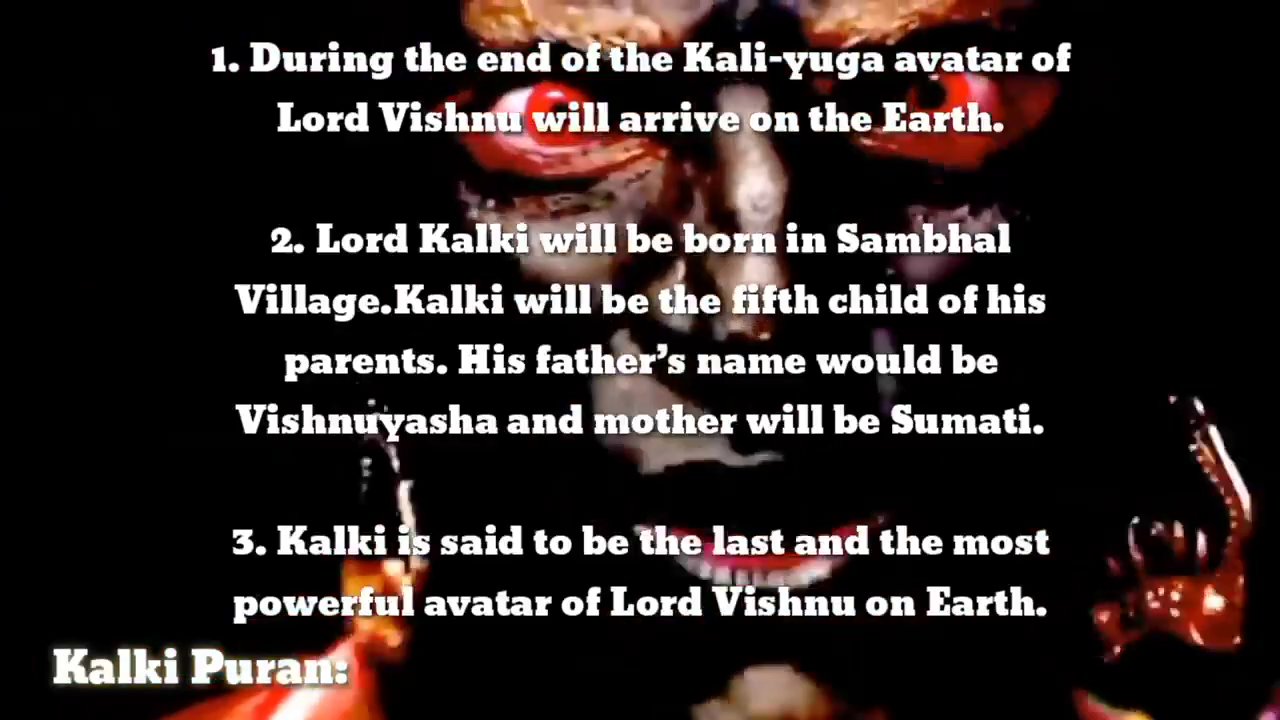 1. During the end of the Kali-yuga avatar of
Lord Vishnu will arrive on the Earth.
2. Lord Kalki will be born in Sambhal
Village.Kalki will be the fifth child of his
parents. His father’s name would be
Vishnuyasha and mother will be Sumati.
3. Kalki is said to be the last and the most
powerful avatar of Lord Vishnu on Earth.
Kalki Puran: